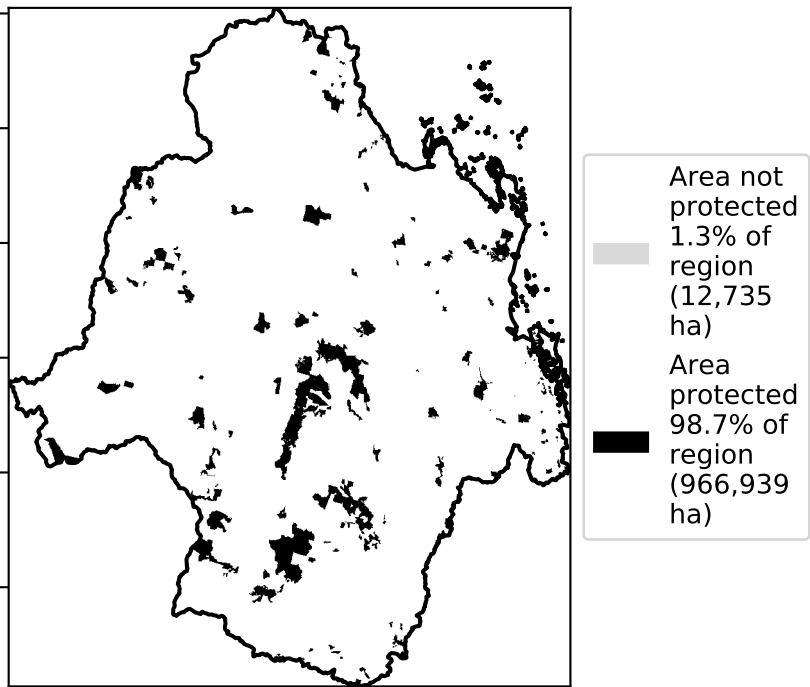 Area not
protected
1.3% of
region
(12,735
ha)
Area
protected
98.7% of
region
(966,939
ha)